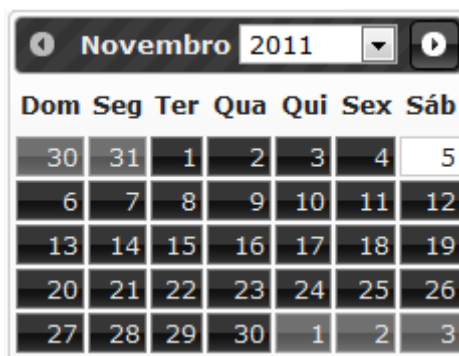 Novembro 2011
Dom Seg Ter Qua Qui Sex Sáb
30 31 1 2 3 4 5
6 7 8 9 10 11 12
13 14 15 16 17 18 19
20 21 22 23 24 25 26
27 28 29 30 1 2 3